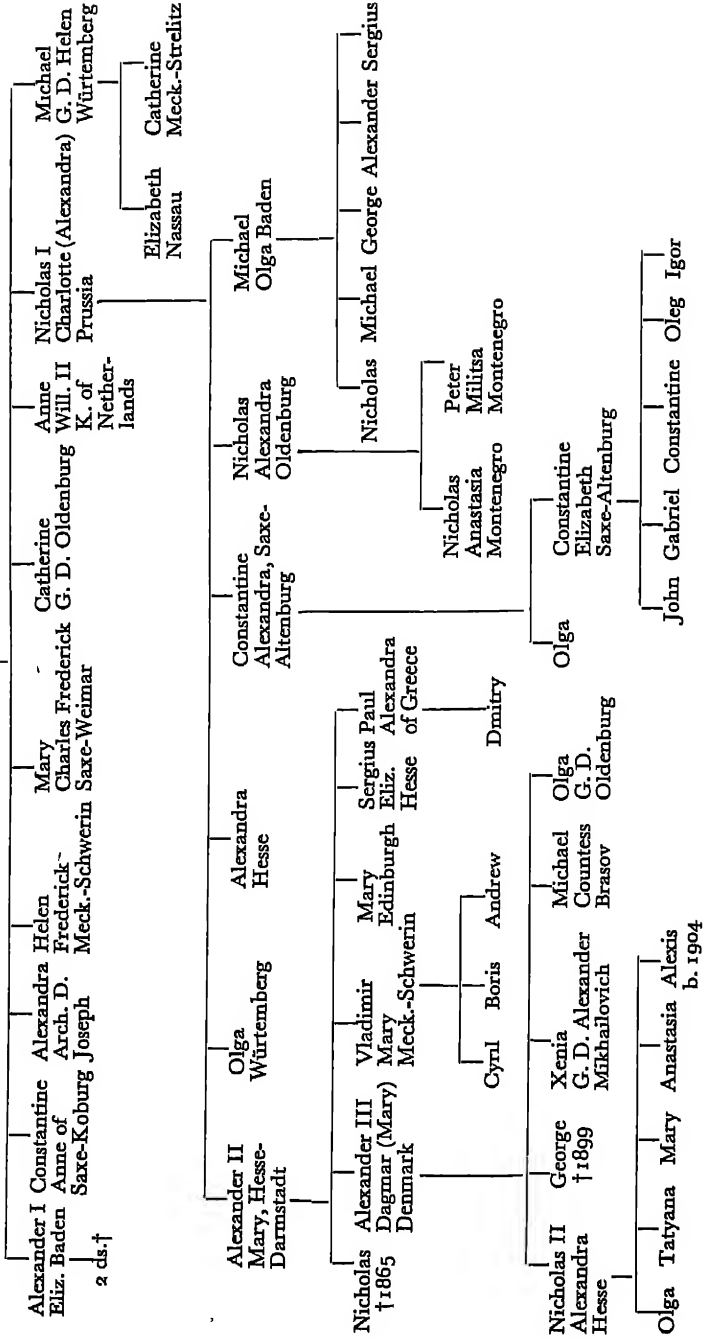 Alexander I
Eliz. Baden
2 ds.†
Constantine
Anne of
Saxe-Koburg
Alexandra
Arch. D.
Joseph
Helen
Frederick
Meck.-Schwerin
Mary
Charles Frederick
Saxe-Weimar
Catherine
G. D. Oldenburg
Anne
Will. II
K. of
Nether-
lands
Nicholas I
Charlotte (Alexandra)
Prussia
Michael
G. D. Helen
Würtemberg
Elizabeth
Nassau
Catherine
Meck.-Strelitz
Alexander II
Mary, Hesse-
Darmstadt
Olga
Würtemberg
Alexandra
Hesse
Constantine
Alexandra, Saxe-
Altenburg
Nicholas
Alexandra
Oldenburg
Michael
Olga Baden
Nicholas
†1865
Alexander III
Dagmar (Mary)
Denmark
Vladimir
Mary
Meck.-Schwerin
Mary
Edinburgh
Sergius
Eliz.
Hesse
Paul
Alexandra
of Greece
Nicholas Michael George Alexander Sergius
Nicholas
Anastasia
Montenegro
Peter
Militsa
Montenegro
Cyril Boris Andrew
Dmitry
Olga
Constantine
Elizabeth
Saxe-Altenburg
Nicholas II
Alexandra
Hesse
George
†1899
Xenia
G. D. Alexander
Mikhailovich
Michael
Countess
Brasov
Olga
G. D.
Oldenburg
John Gabriel Constantine Oleg Igor
Olga Tatyana Mary Anastasia Alexis
b. 1904